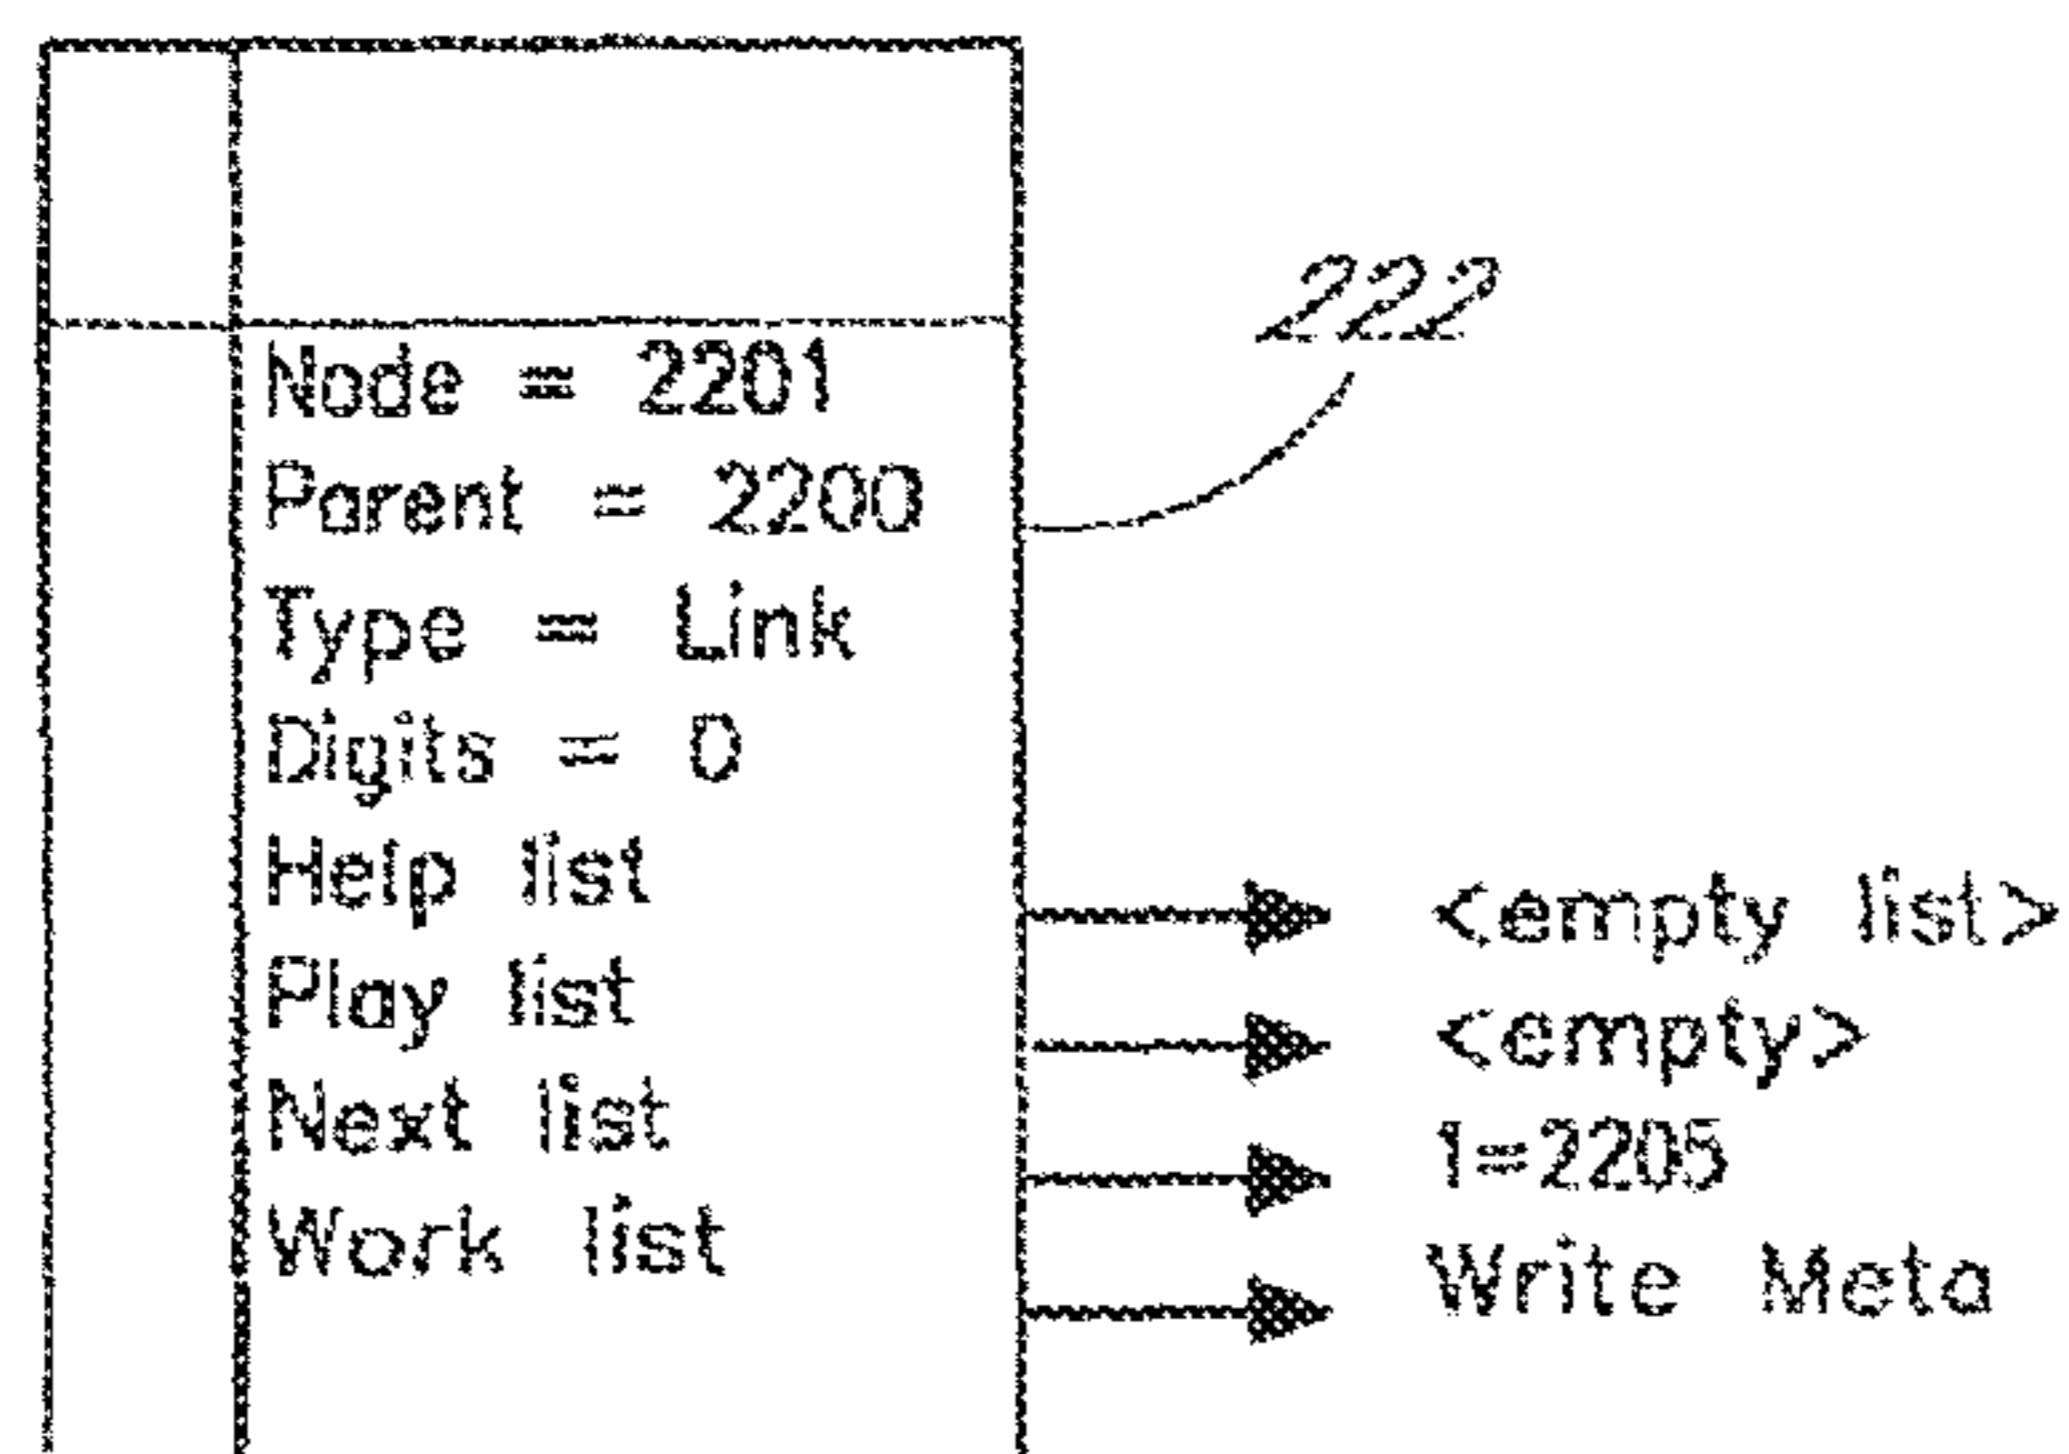 222
Node = 2201
Parent = 2200
Type = Link
Digits = 0
Help list
Play list
Next list
Work list
<empty list>
<empty>
1=2205
Write Meta